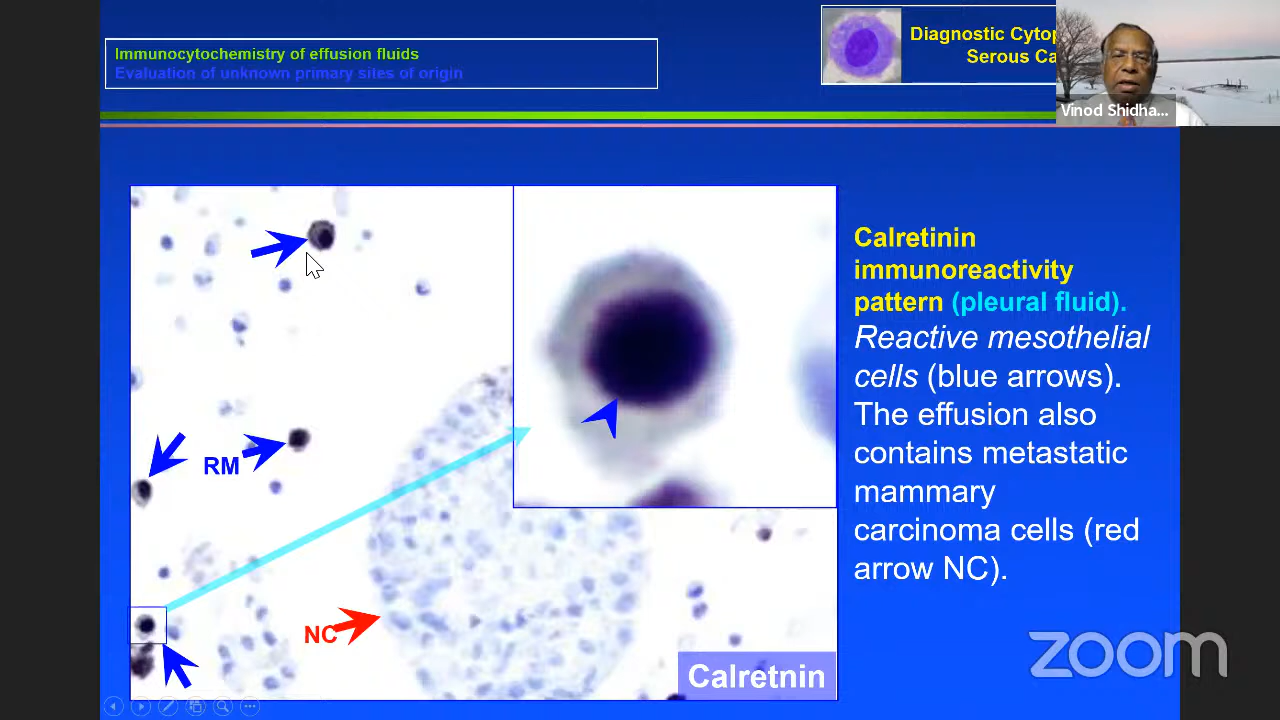 Immunocytochemistry of effusion fluids
Evaluation of unknown primary sites of origin
Diagnostic
Serous
Vinod Shidha...
Calretinin
immunoreactivity
pattern (pleural fluid).
Reactive mesothelial
cells (blue arrows).
The effusion also
contains metastatic
mammary
carcinoma cells (red
arrow NC).
RM
NC
Calretnin
zoom